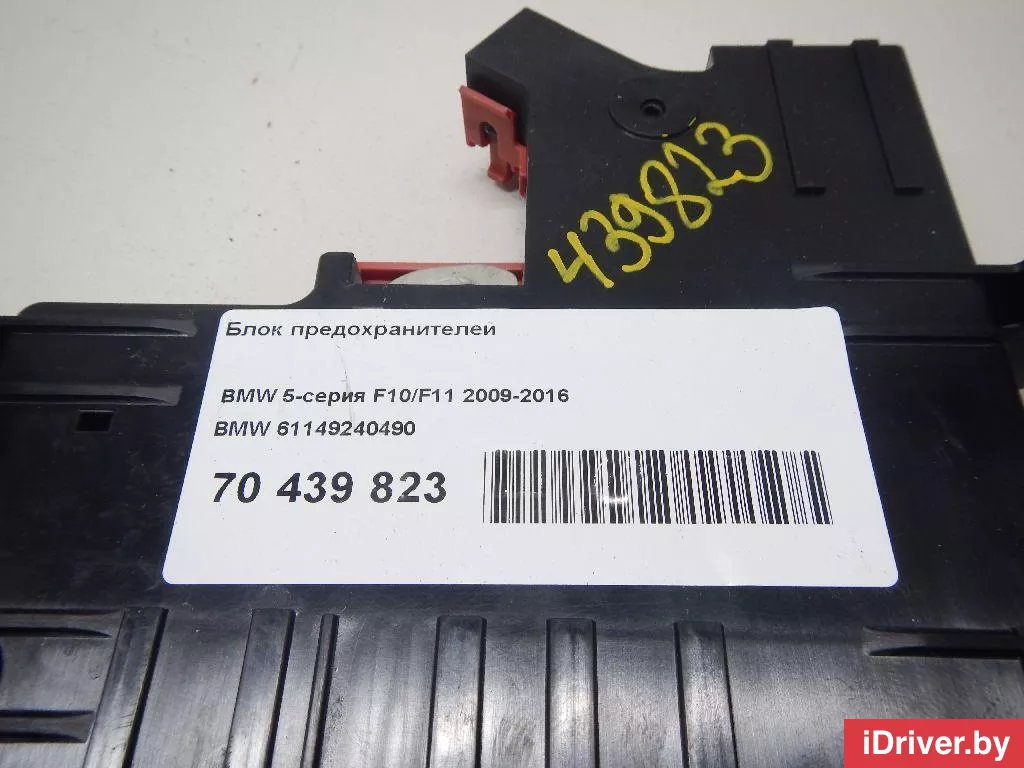 439823
Блок предохранителей
BMW 5-серия F10/F11 2009-2016
BMW 61149240490
70 439 823
iDriver.by